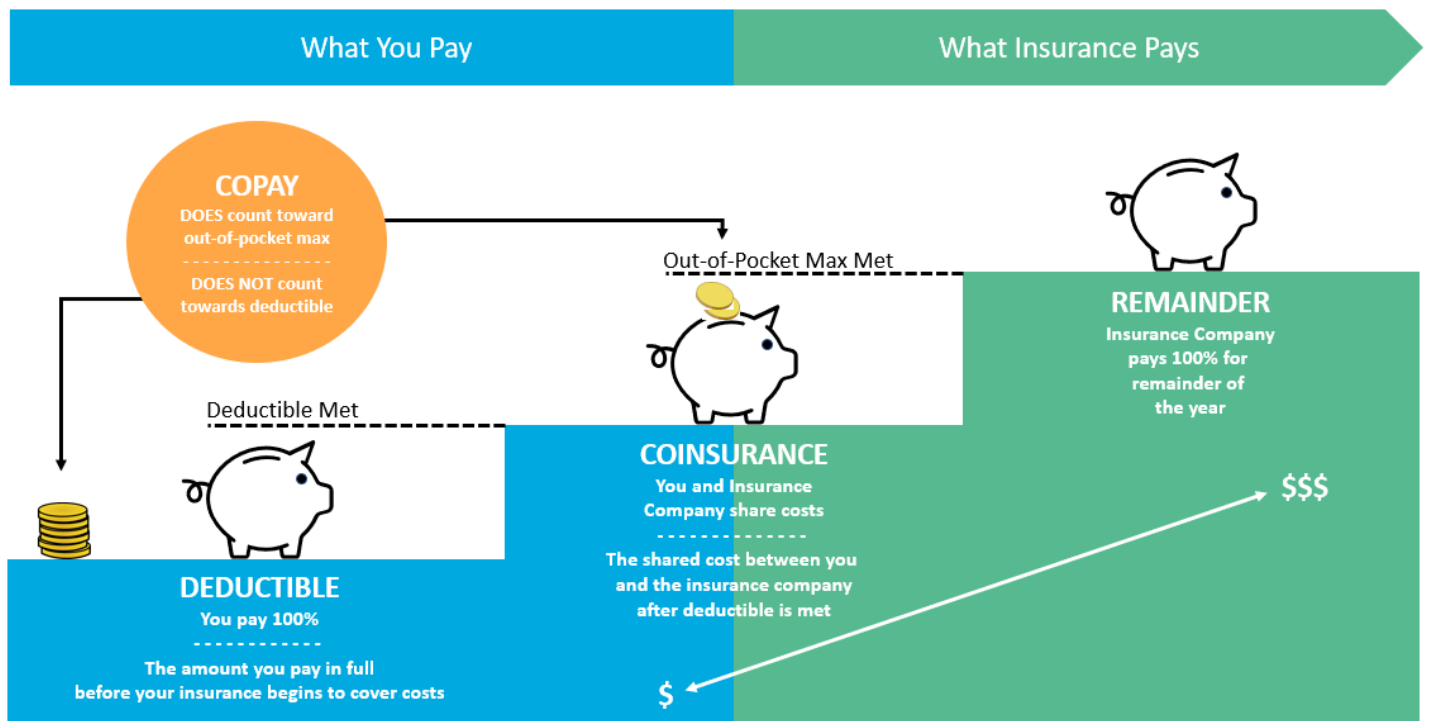 What You Pay
What Insurance Pays
COPAY
DOES count toward
out-of-pocket max
DOES NOT count
towards deductible
Out-of-Pocket Max Met
REMAINDER
Insurance Company
pays 100% for
remainder of
the year
Deductible Met
COINSURANCE
You and Insurance
Company share costs
The shared cost between you
and the insurance company
after deductible is met
$$$
DEDUCTIBLE
You pay 100%
The amount you pay in full
before your insurance begins to cover costs
$